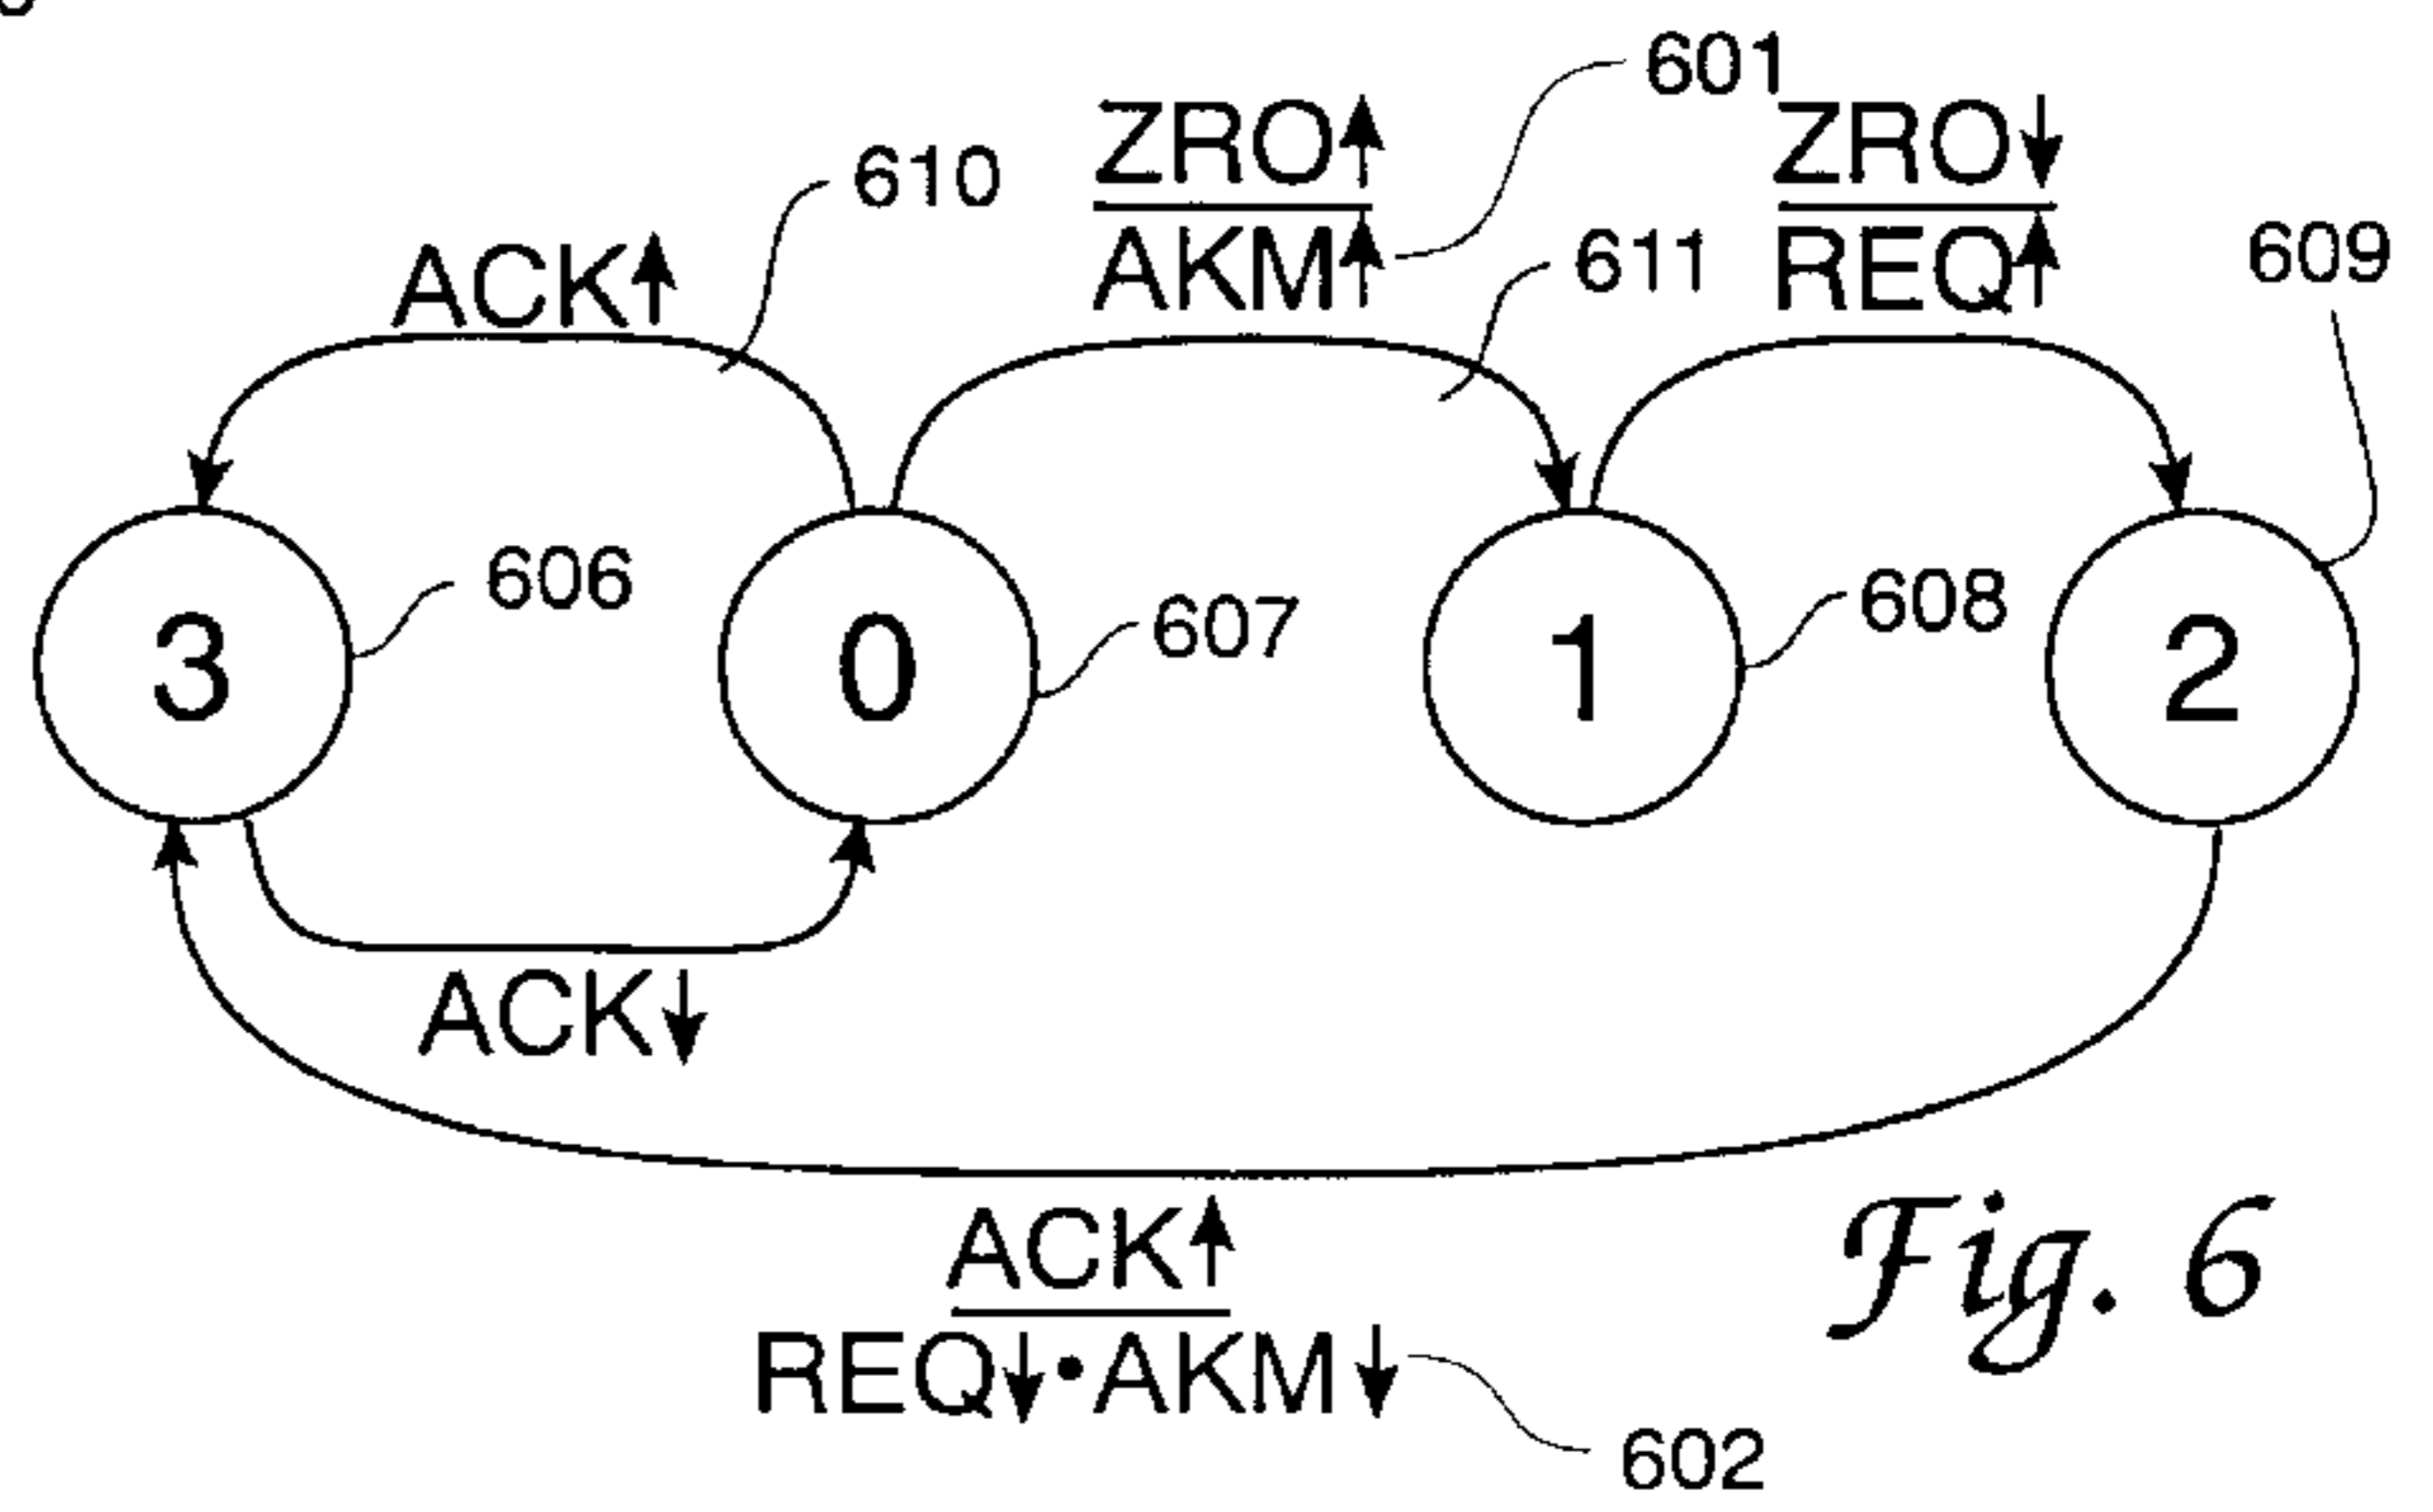 601
ZRO↑
ZRO↓
610
AKM↑
611
REQ↑
609
ACK↑
606
607
608
3
0
1
2
ACK↓
ACK↑
REQ↓•AKM↓
602
Fig. 6